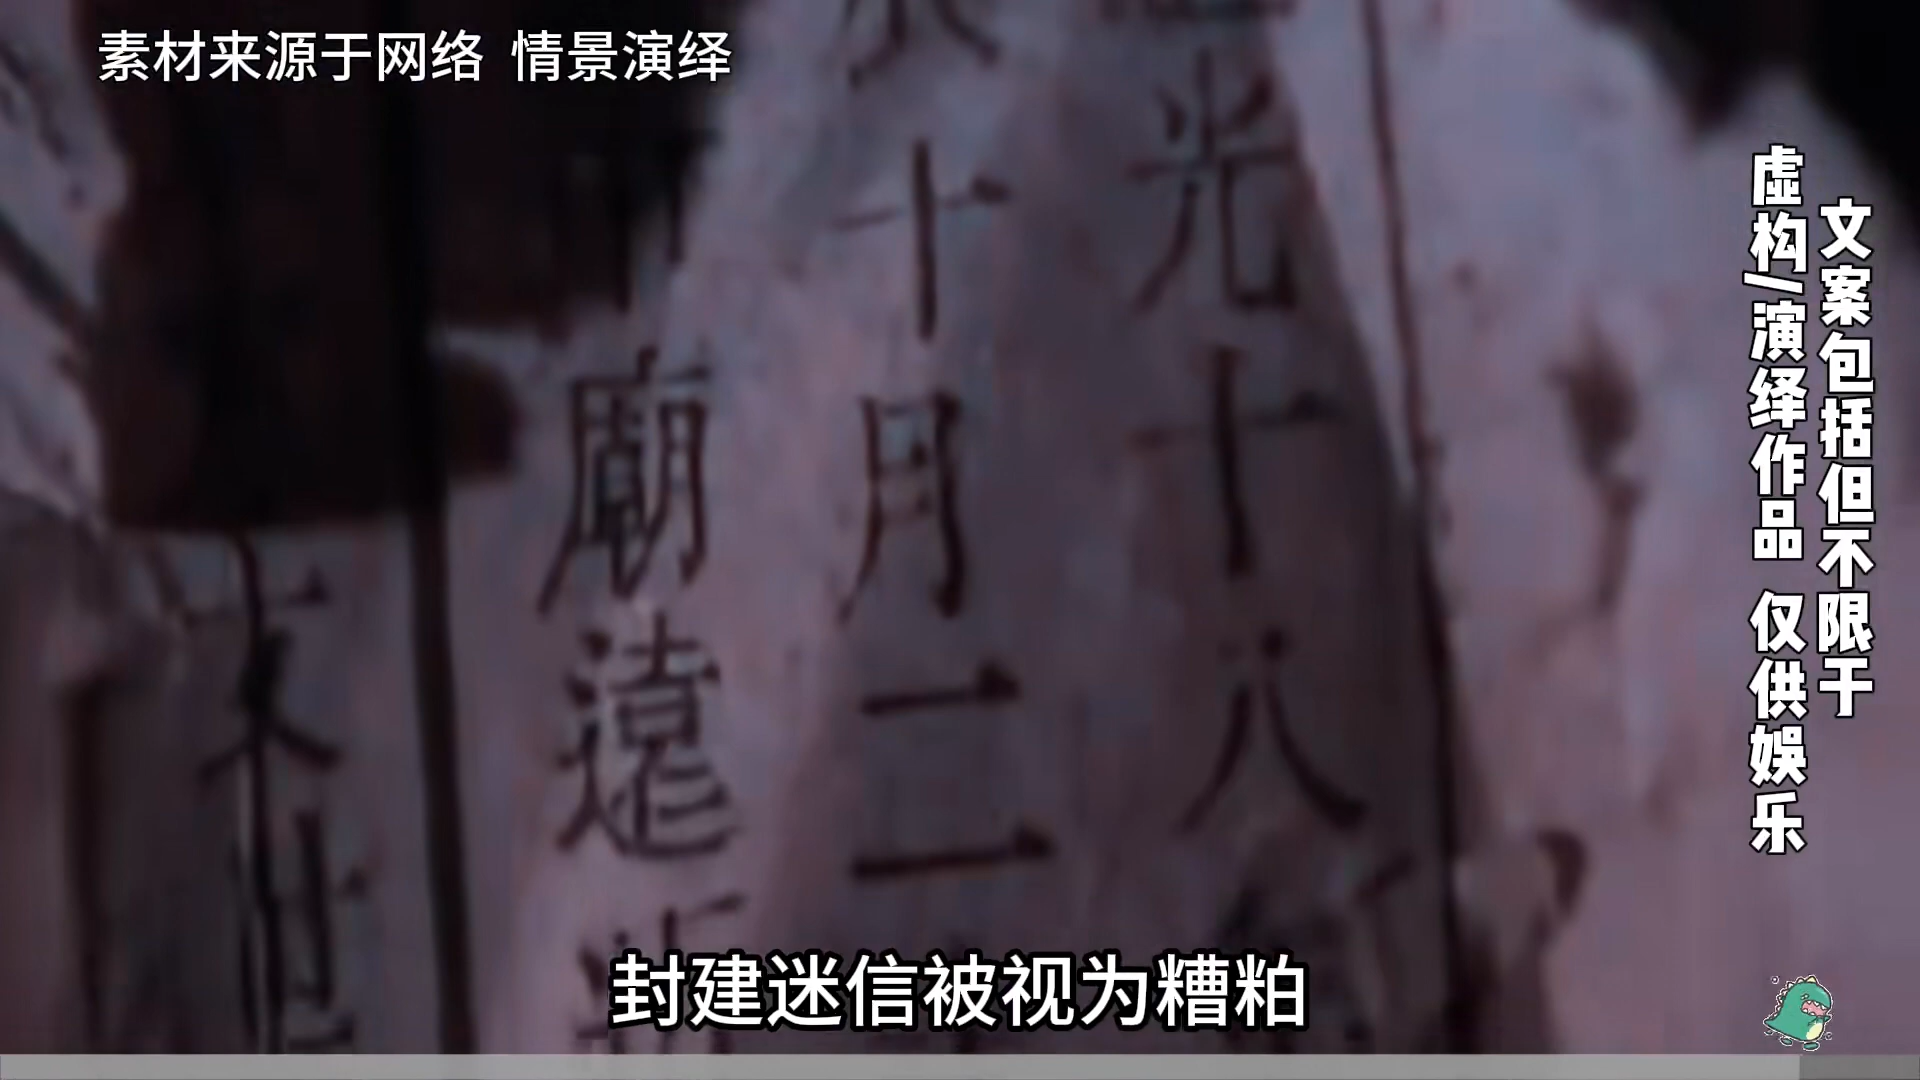 素材来源于网络 情景演绎
文案包括但不限于
虚构/演绎作品 仅供娱乐
光十八
十月二
廟遠
封建迷信被视为糟粕